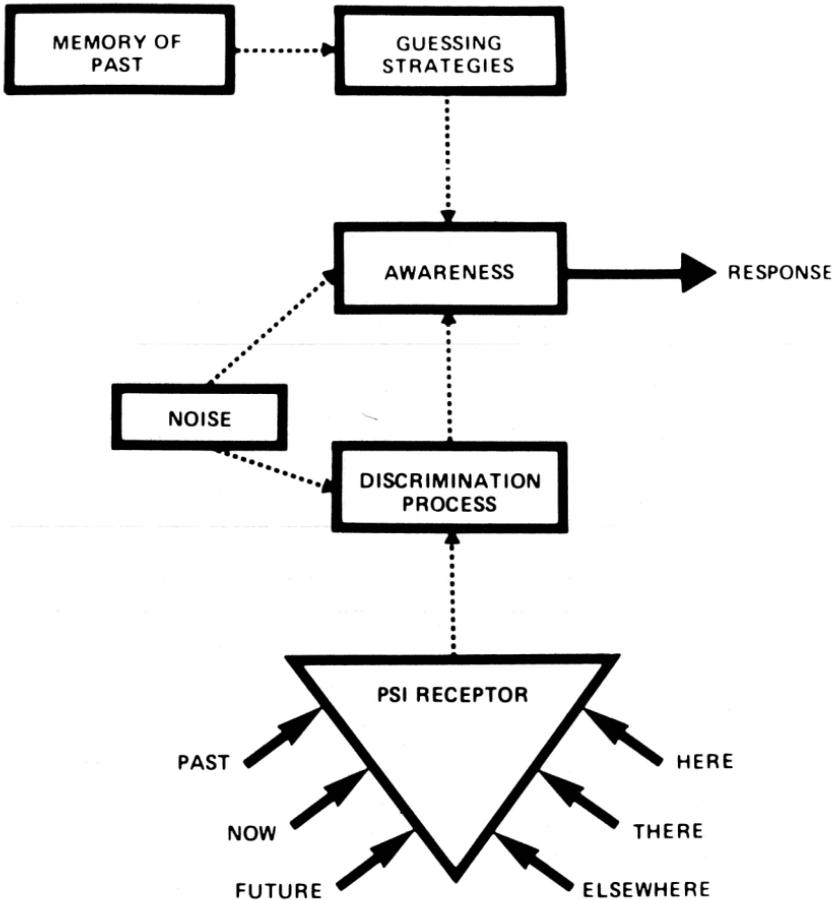 MEMORY OF
PAST
GUESSING
STRATEGIES
AWARENESS
RESPONSE
NOISE
DISCRIMINATION
PROCESS
PSI RECEPTOR
PAST
HERE
NOW
THERE
FUTURE
ELSEWHERE